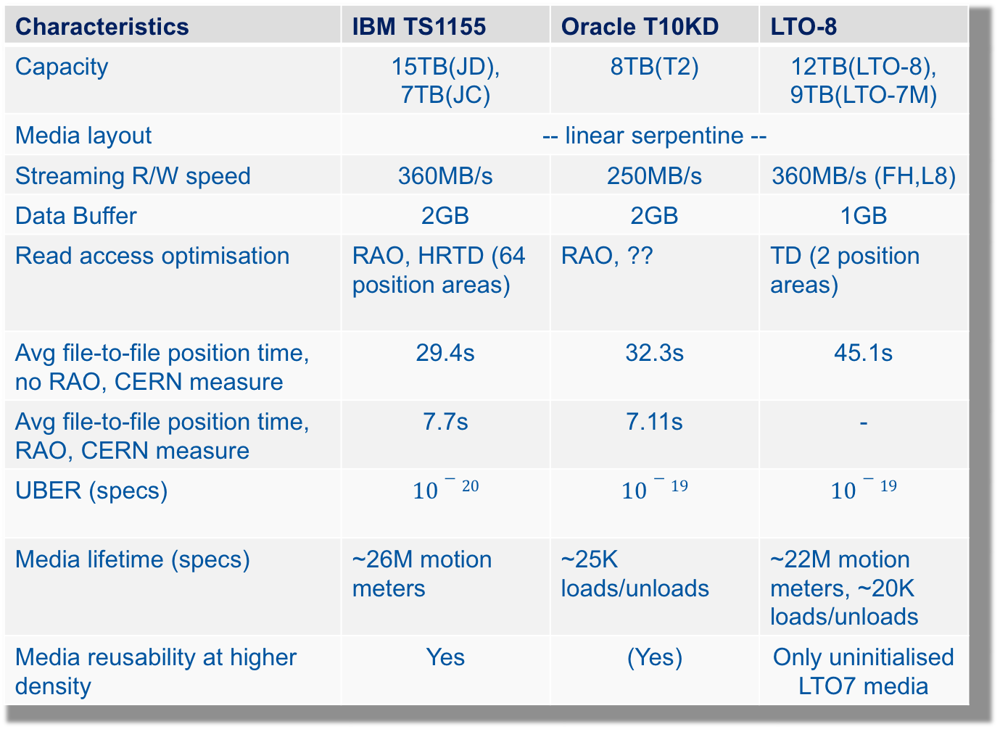 Characteristics IBM TS1155 Oracle T10KD LTO-8
Capacity 15TB(JD), 8TB(T2) 12TB(LTO-8),
7TB(JC) 9TB(LTO-7M)
Media layout -- linear serpentine --
Streaming R/W speed 360MB/s 250MB/s 360MB/s (FH,L8)
Data Buffer 2GB 2GB 1GB
Read access optimisation RAO, HRTD (64 RAO, ?? TD (2 position
position areas) areas)
Avg file-to-file position time, 29.4s 32.3s 45.1s
no RAO, CERN measure
Avg file-to-file position time, 7.7s 7.11s -
RAO, CERN measure
UBER (specs) 10⁻²⁰ 10⁻¹⁹ 10⁻¹⁹
Media lifetime (specs) ~26M motion ~25K ~22M motion
meters loads/unloads meters, ~20K
loads/unloads
Media reusability at higher Yes (Yes) Only uninitialised
density LTO7 media